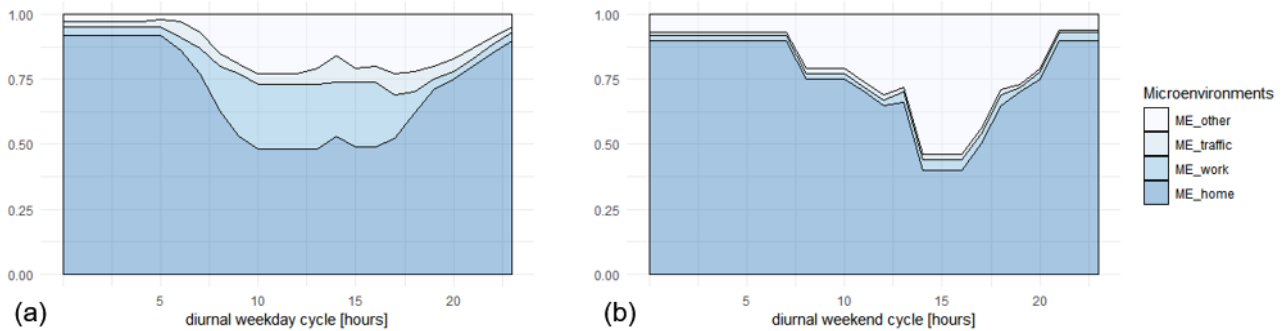 1.00
0.75
0.50
0.25
0.00
5
10
15
20
diurnal weekday cycle [hours]
(a)
1.00
0.75
0.50
0.25
0.00
5
10
15
20
diurnal weekend cycle [hours]
(b)
Microenvironments
ME_other
ME_traffic
ME_work
ME_home